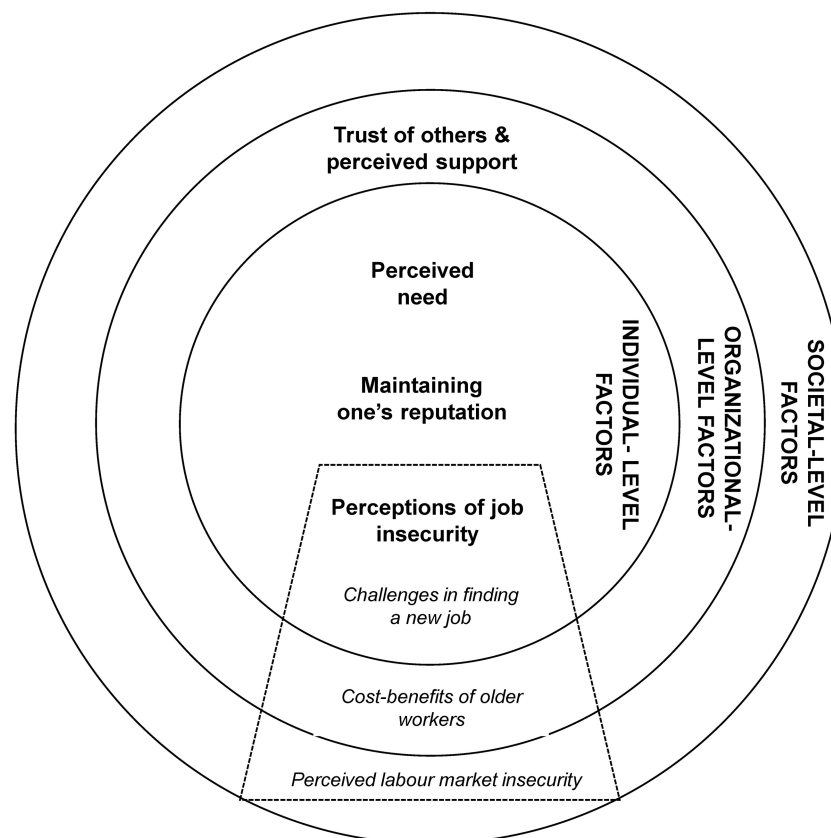 Trust of others &
perceived support
Perceived
need
Maintaining
one’s reputation
Perceptions of job
insecurity
Challenges in finding
a new job
Cost-benefits of older
workers
Perceived labour market insecurity
INDIVIDUAL- LEVEL
FACTORS
ORGANIZATIONAL-
LEVEL FACTORS
SOCIETAL-LEVEL
FACTORS